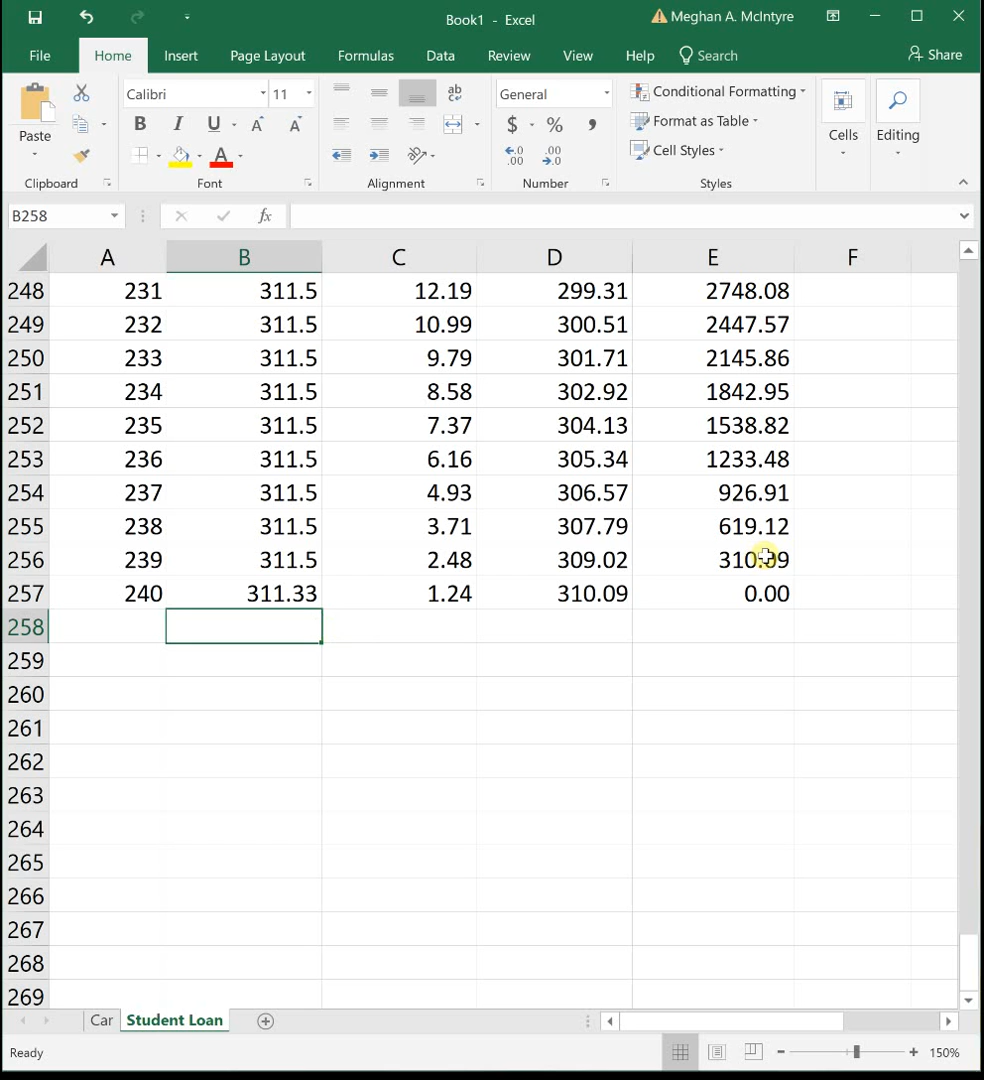 Book1 - Excel
Meghan A. McIntyre
File Home Insert Page Layout Formulas Data Review View Help Search Share
Calibri 11 General Conditional Formatting
Format as Table
Paste B I U A A $ % , Cell Styles Cells Editing
Clipboard Font Alignment Number Styles
B258 fx
A B C D E F
248 231 311.5 12.19 299.31 2748.08
249 232 311.5 10.99 300.51 2447.57
250 233 311.5 9.79 301.71 2145.86
251 234 311.5 8.58 302.92 1842.95
252 235 311.5 7.37 304.13 1538.82
253 236 311.5 6.16 305.34 1233.48
254 237 311.5 4.93 306.57 926.91
255 238 311.5 3.71 307.79 619.12
256 239 311.5 2.48 309.02 310.09
257 240 311.33 1.24 310.09 0.00
258
259
260
261
262
263
264
265
266
267
268
269
Car Student Loan
Ready 150%